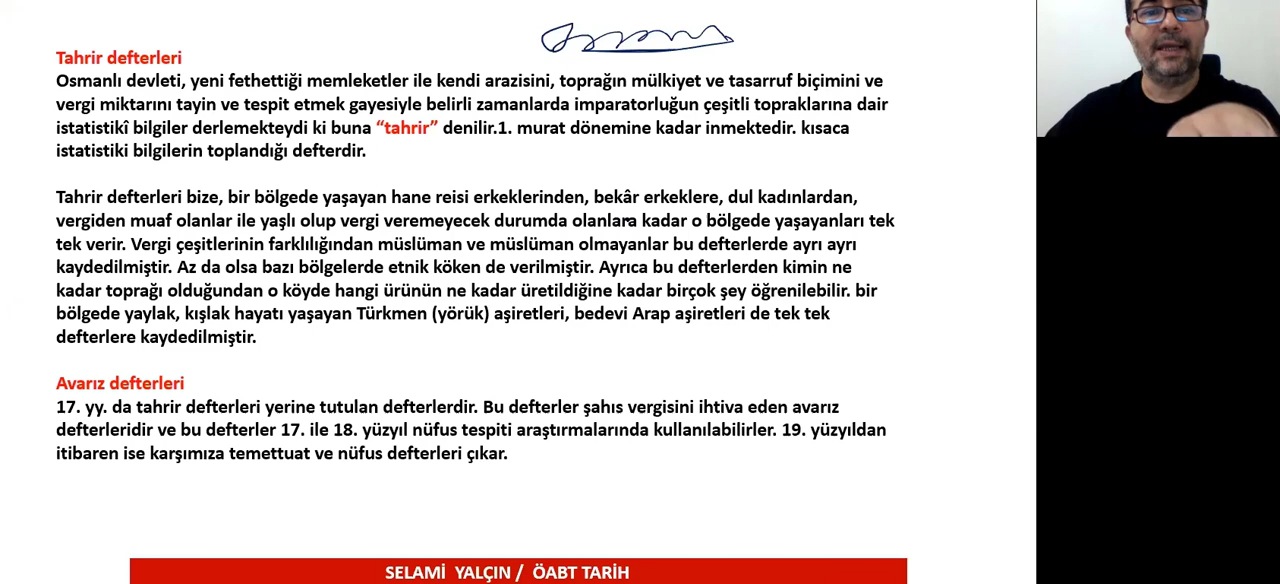 Tahrir defterleri
Osmanlı devleti, yeni fethettiği memleketler ile kendi arazisini, toprağın mülkiyet ve tasarruf biçimini ve
vergi miktarını tayin ve tespit etmek gayesiyle belirli zamanlarda imparatorluğun çeşitli topraklarına dair
istatistikî bilgiler derlemekteydi ki buna “tahrir” denilir.1. murat dönemine kadar inmektedir. kısaca
istatistiki bilgilerin toplandığı defterdir.
Tahrir defterleri bize, bir bölgede yaşayan hane reisi erkeklerinden, bekâr erkeklere, dul kadınlardan,
vergiden muaf olanlar ile yaşlı olup vergi veremeyecek durumda olanlara kadar o bölgede yaşayanları tek
tek verir. Vergi çeşitlerinin farklılığından müslüman ve müslüman olmayanlar bu defterlerde ayrı ayrı
kaydedilmiştir. Az da olsa bazı bölgelerde etnik köken de verilmiştir. Ayrıca bu defterlerden kimin ne
kadar toprağı olduğundan o köyde hangi ürünün ne kadar üretildiğine kadar birçok şey öğrenilebilir. bir
bölgede yaylak, kışlak hayatı yaşayan Türkmen (yörük) aşiretleri, bedevi Arap aşiretleri de tek tek
defterlere kaydedilmiştir.
Avarız defterleri
17. yy. da tahrir defterleri yerine tutulan defterlerdir. Bu defterler şahıs vergisini ihtiva eden avarız
defterleridir ve bu defterler 17. ile 18. yüzyıl nüfus tespiti araştırmalarında kullanılabilirler. 19. yüzyıldan
itibaren ise karşımıza temettuat ve nüfus defterleri çıkar.
SELAMİ YALÇIN / ÖABT TARİH